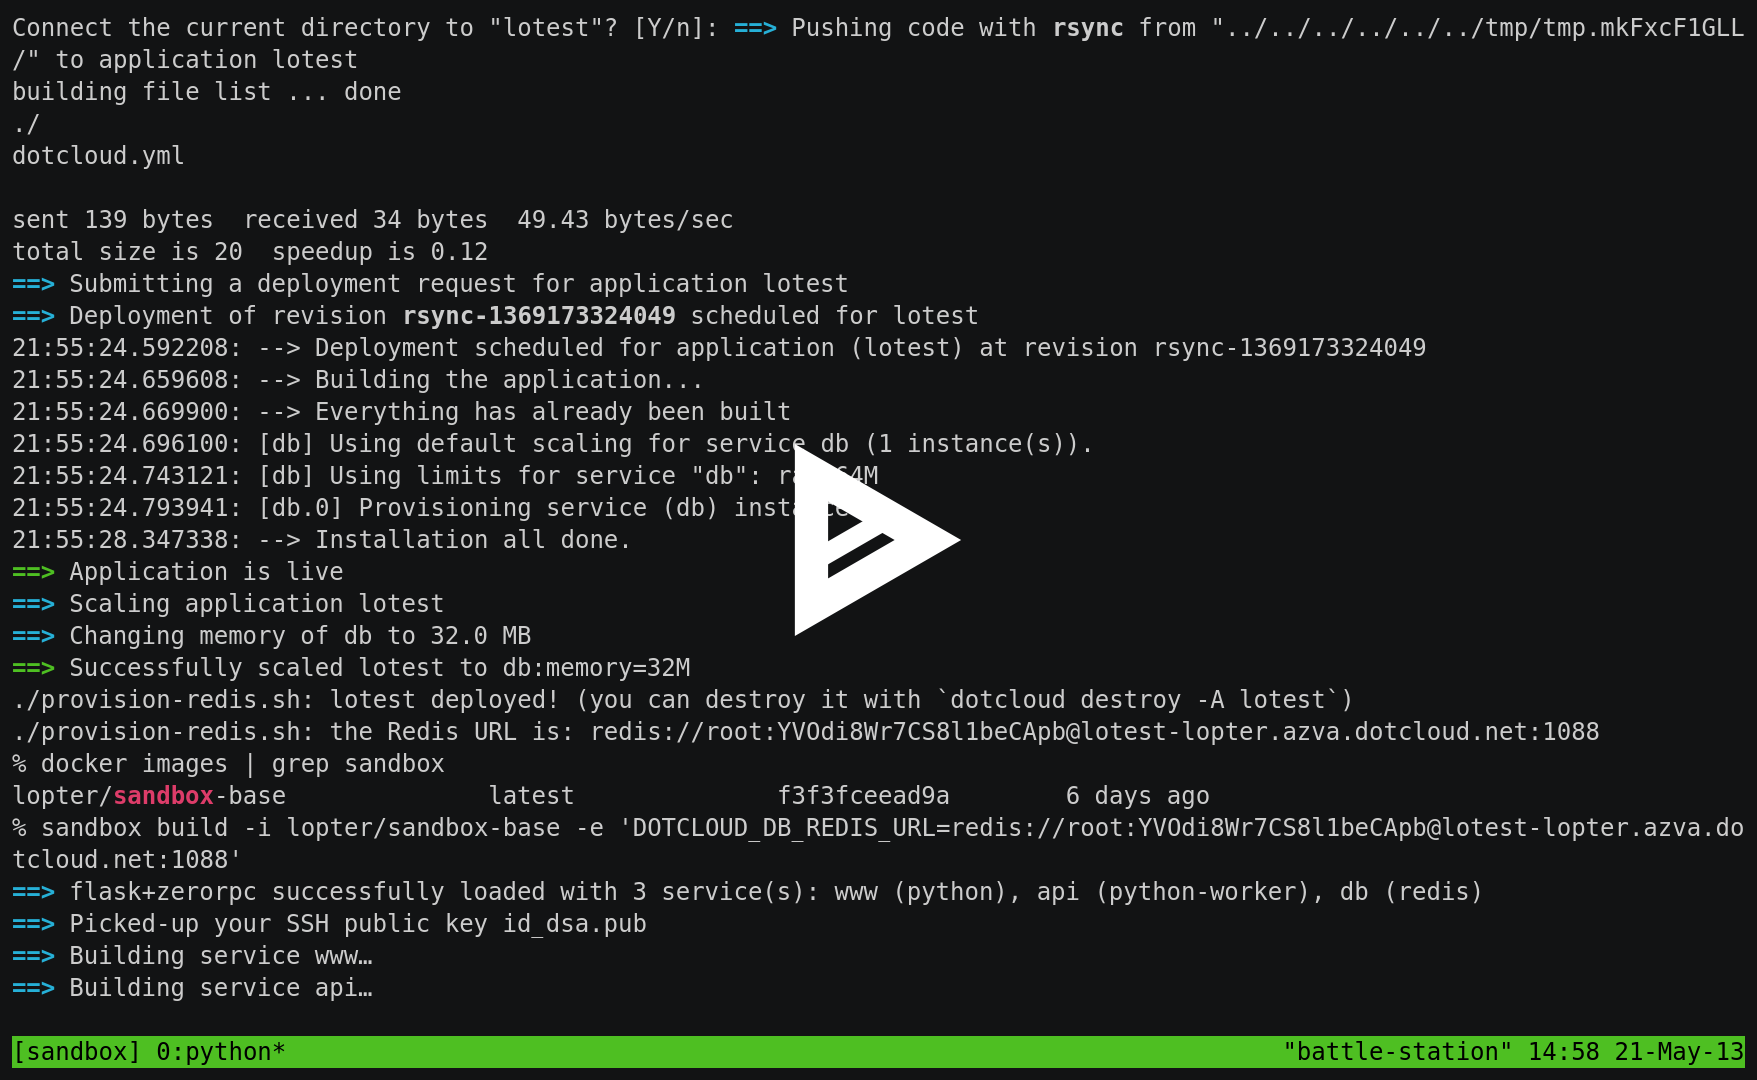 Connect the current directory to "lotest"? [Y/n]: ==> Pushing code with rsync from "../../../../../../tmp/tmp.mkFxcF1GLL
/" to application lotest
building file list ... done
./
dotcloud.yml
sent 139 bytes  received 34 bytes  49.43 bytes/sec
total size is 20  speedup is 0.12
==> Submitting a deployment request for application lotest
==> Deployment of revision rsync-1369173324049 scheduled for lotest
21:55:24.592208: --> Deployment scheduled for application (lotest) at revision rsync-1369173324049
21:55:24.659608: --> Building the application...
21:55:24.669900: --> Everything has already been built
21:55:24.696100: [db] Using default scaling for service db (1 instance(s)).
21:55:24.743121: [db] Using limits for service "db":
21:55:24.793941: [db.0] Provisioning service (db)
21:55:28.347338: --> Installation all done.
==> Application is live
==> Scaling application lotest
==> Changing memory of db to 32.0 MB
==> Successfully scaled lotest to db:memory=32M
./provision-redis.sh: lotest deployed! (you can destroy it with `dotcloud destroy -A lotest`)
./provision-redis.sh: the Redis URL is: redis://root:YVOdi8Wr7CS8l1beCApb@lotest-lopter.azva.dotcloud.net:1088
% docker images | grep sandbox
lopter/sandbox-base              latest              f3f3fceead9a        6 days ago
% sandbox build -i lopter/sandbox-base -e 'DOTCLOUD_DB_REDIS_URL=redis://root:YVOdi8Wr7CS8l1beCApb@lotest-lopter.azva.do
tcloud.net:1088'
==> flask+zerorpc successfully loaded with 3 service(s): www (python), api (python-worker), db (redis)
==> Picked-up your SSH public key id_dsa.pub
==> Building service www…
==> Building service api…
[sandbox] 0:python* "battle-station" 14:58 21-May-13